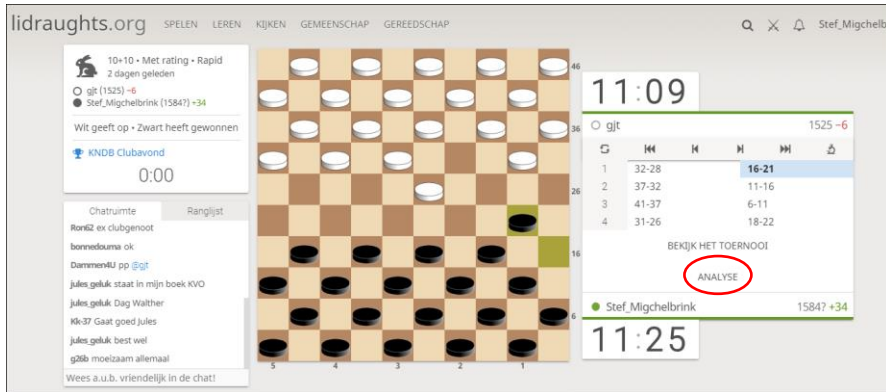 lidraughts.org SPELEN LEREN KIJKEN GEMEENSCHAP GEREEDSCHAP Stef_Migchelb
10+10 • Met rating • Rapid
2 dagen geleden
gjt (1525) −6
Stef_Migchelbrink (1584?) +34
Wit geeft op • Zwart heeft gewonnen
KNDB Clubavond
0:00
Chatruimte Ranglijst
Ron62 ex clubgenoot
bonnedouma ok
Dammen4U pp @gjt
jules_geluk staat in mijn boek KVO
jules_geluk Dag Walther
Kk-37 Gaat goed Jules
jules_geluk best wel
g26b moeizaam allemaal
Wees a.u.b. vriendelijk in de chat!
46
36
26
16
6
5 4 3 2 1
11:09
gjt 1525 −6
1 32-28 16-21
2 37-32 11-16
3 41-37 6-11
4 31-26 18-22
BEKIJK HET TOERNOOI
ANALYSE
Stef_Migchelbrink 1584? +34
11:25